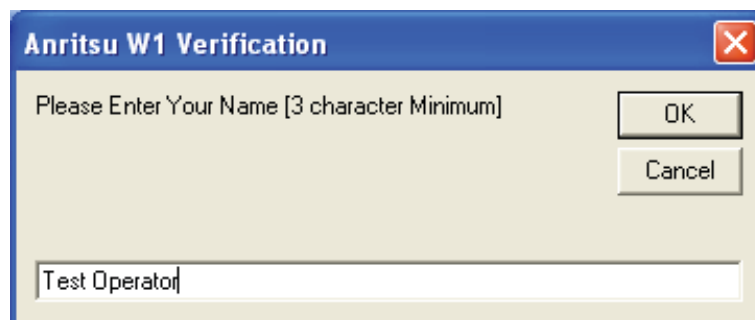 Anritsu W1 Verification
Please Enter Your Name [3 character Minimum]
OK
Cancel
Test Operator